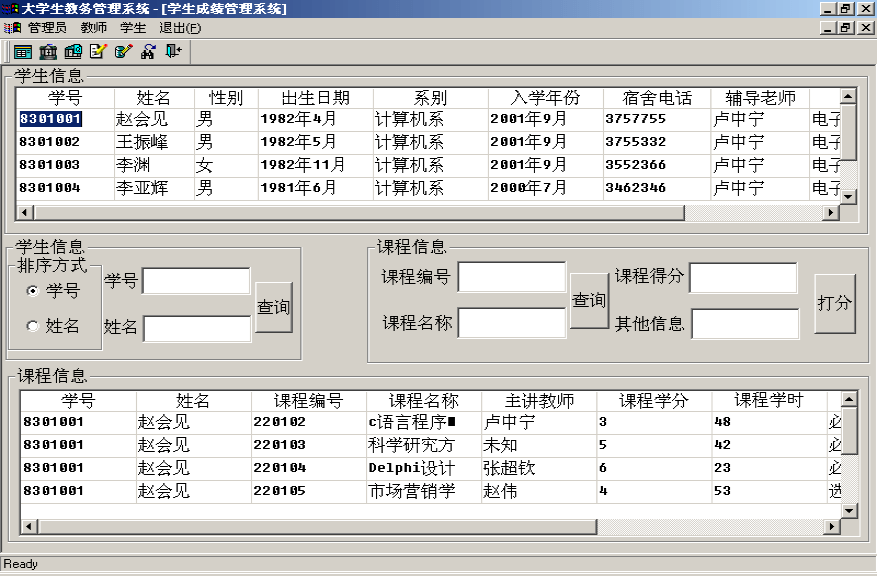 大学生教务管理系统 - [学生成绩管理系统]
管理员 教师 学生 退出(F)
学生信息
学号 姓名 性别 出生日期 系别 入学年份 宿舍电话 辅导老师
8301001 赵会见 男 1982年4月 计算机系 2001年9月 3757755 卢中宁 电子
8301002 王振峰 男 1982年5月 计算机系 2001年9月 3755332 卢中宁 电子
8301003 李渊 女 1982年11月 计算机系 2001年9月 3552366 卢中宁 电子
8301004 李亚辉 男 1981年6月 计算机系 2000年7月 3462346 卢中宁 电子
学生信息
排序方式
学号
姓名
学号
姓名
查询
课程信息
课程编号
课程名称
查询
课程得分
其他信息
打分
课程信息
学号 姓名 课程编号 课程名称 主讲教师 课程学分 课程学时
8301001 赵会见 220102 c语言程序 卢中宁 3 48 必
8301001 赵会见 220103 科学研究方 未知 5 42 必
8301001 赵会见 220104 Delphi设计 张超钦 6 23 必
8301001 赵会见 220105 市场营销学 赵伟 4 53 选
Ready